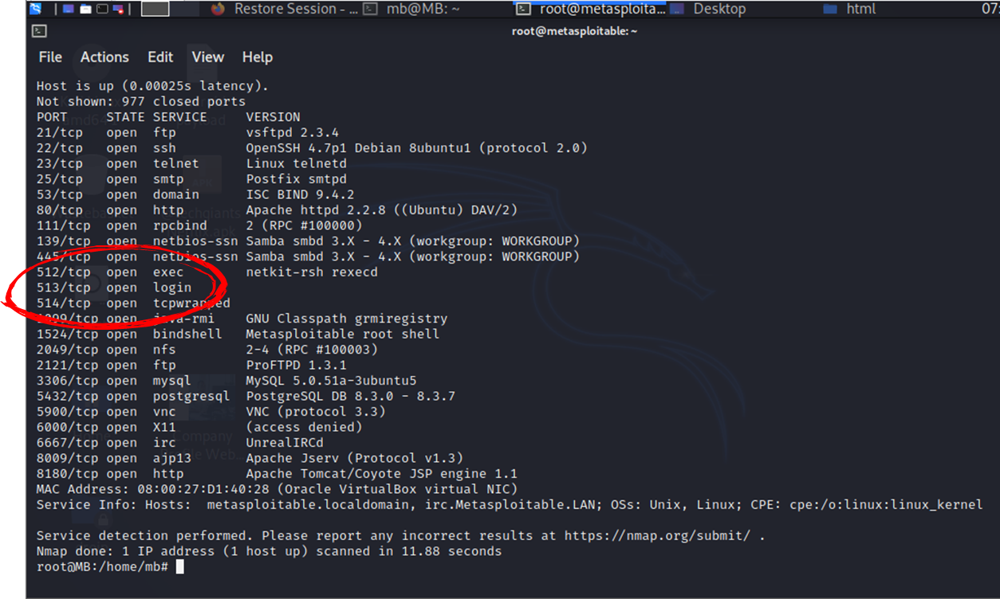 Restore Session - ... mb@MB: ~ root@metasploita... Desktop html 07:
root@metasploitable: ~
File Actions Edit View Help
Host is up (0.00025s latency).
Not shown: 977 closed ports
PORT STATE SERVICE VERSION
21/tcp open ftp vsftpd 2.3.4
22/tcp open ssh OpenSSH 4.7p1 Debian 8ubuntu1 (protocol 2.0)
23/tcp open telnet Linux telnetd
25/tcp open smtp Postfix smtpd
53/tcp open domain ISC BIND 9.4.2
80/tcp open http Apache httpd 2.2.8 ((Ubuntu) DAV/2)
111/tcp open rpcbind 2 (RPC #100000)
139/tcp open netbios-ssn Samba smbd 3.X - 4.X (workgroup: WORKGROUP)
445/tcp open netbios-ssn Samba smbd 3.X - 4.X (workgroup: WORKGROUP)
512/tcp open exec netkit-rsh rexecd
513/tcp open login
514/tcp open tcpwrapped
1099/tcp open java-rmi GNU Classpath grmiregistry
1524/tcp open bindshell Metasploitable root shell
2049/tcp open nfs 2-4 (RPC #100003)
2121/tcp open ftp ProFTPD 1.3.1
3306/tcp open mysql MySQL 5.0.51a-3ubuntu5
5432/tcp open postgresql PostgreSQL DB 8.3.0 - 8.3.7
5900/tcp open vnc VNC (protocol 3.3)
6000/tcp open X11 (access denied)
6667/tcp open irc UnrealIRCd
8009/tcp open ajp13 Apache Jserv (Protocol v1.3)
8180/tcp open http Apache Tomcat/Coyote JSP engine 1.1
MAC Address: 08:00:27:D1:40:28 (Oracle VirtualBox virtual NIC)
Service Info: Hosts:  metasploitable.localdomain, irc.Metasploitable.LAN; OSs: Unix, Linux; CPE: cpe:/o:linux:linux_kernel
Service detection performed. Please report any incorrect results at https://nmap.org/submit/ .
Nmap done: 1 IP address (1 host up) scanned in 11.88 seconds
root@MB:/home/mb#